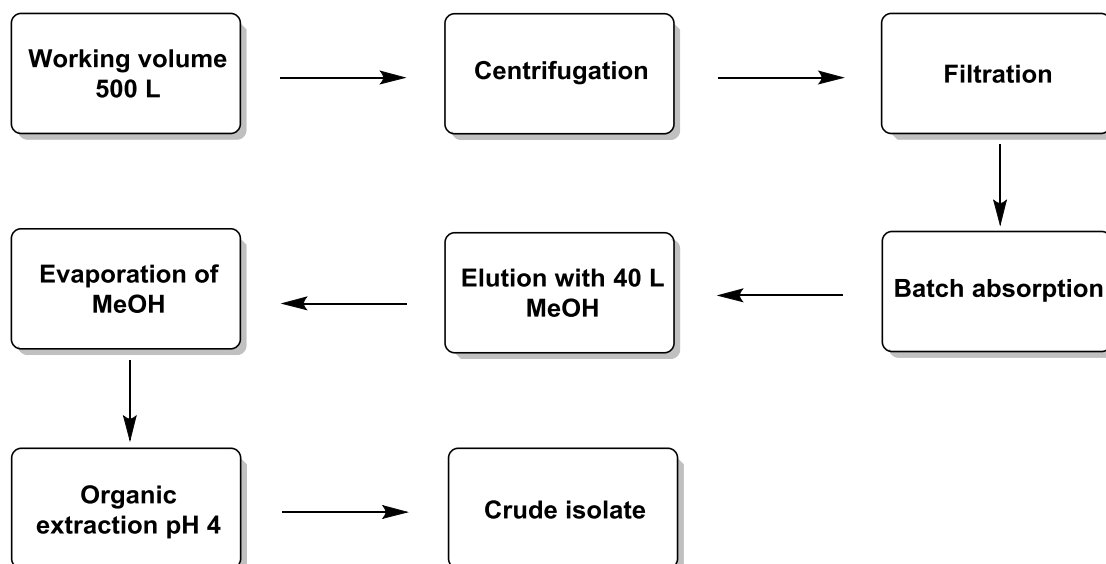 Working volume
500 L
Centrifugation
Filtration
Batch absorption
Elution with 40 L
MeOH
Evaporation of
MeOH
Organic
extraction pH 4
Crude isolate